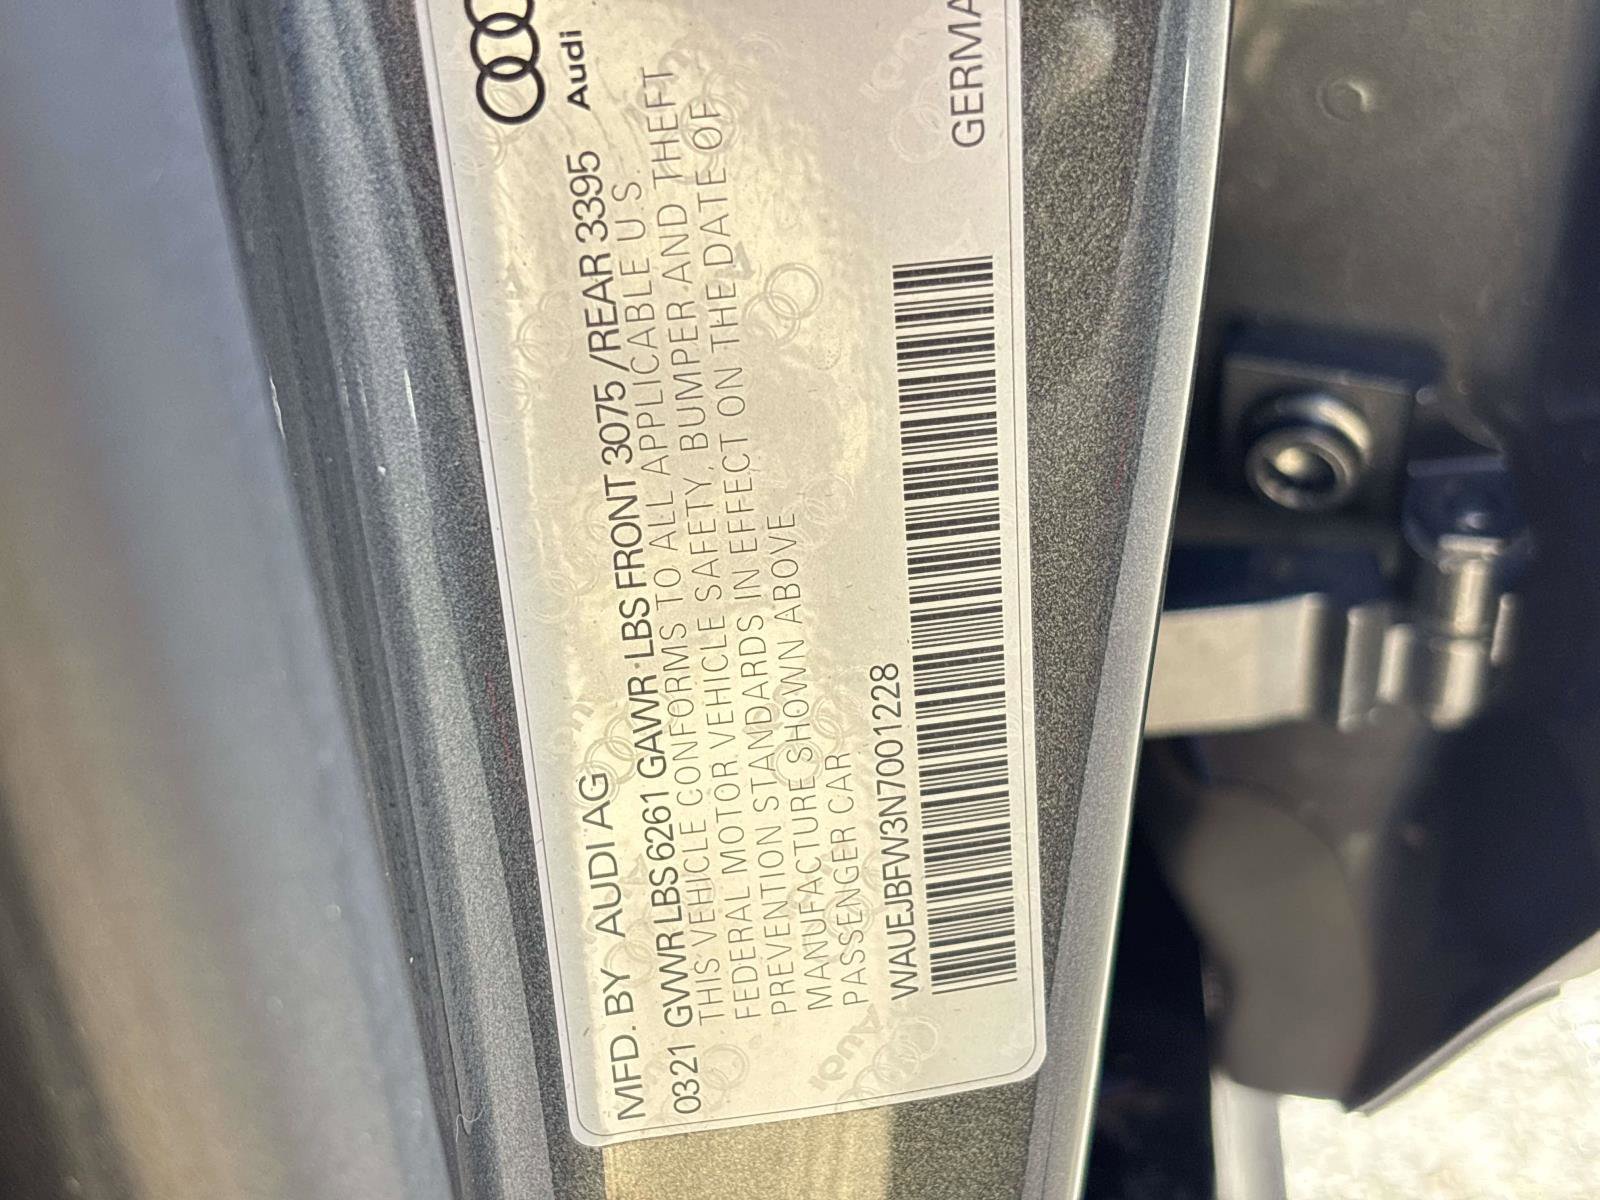 MFD. BY AUDI AG
Audi
0321 GVWR LBS 6261 GAWR-LBS FRONT 3075 /REAR 3395
THIS VEHICLE CONFORMS TO ALL APPLICABLE U.S.
FEDERAL MOTOR VEHICLE SAFETY, BUMPER AND THEFT
PREVENTION STANDARDS IN EFFECT ON THE DATE OF
MANUFACTURE SHOWN ABOVE
PASSENGER CAR
WAUEJBFW3N7001228
GERMA